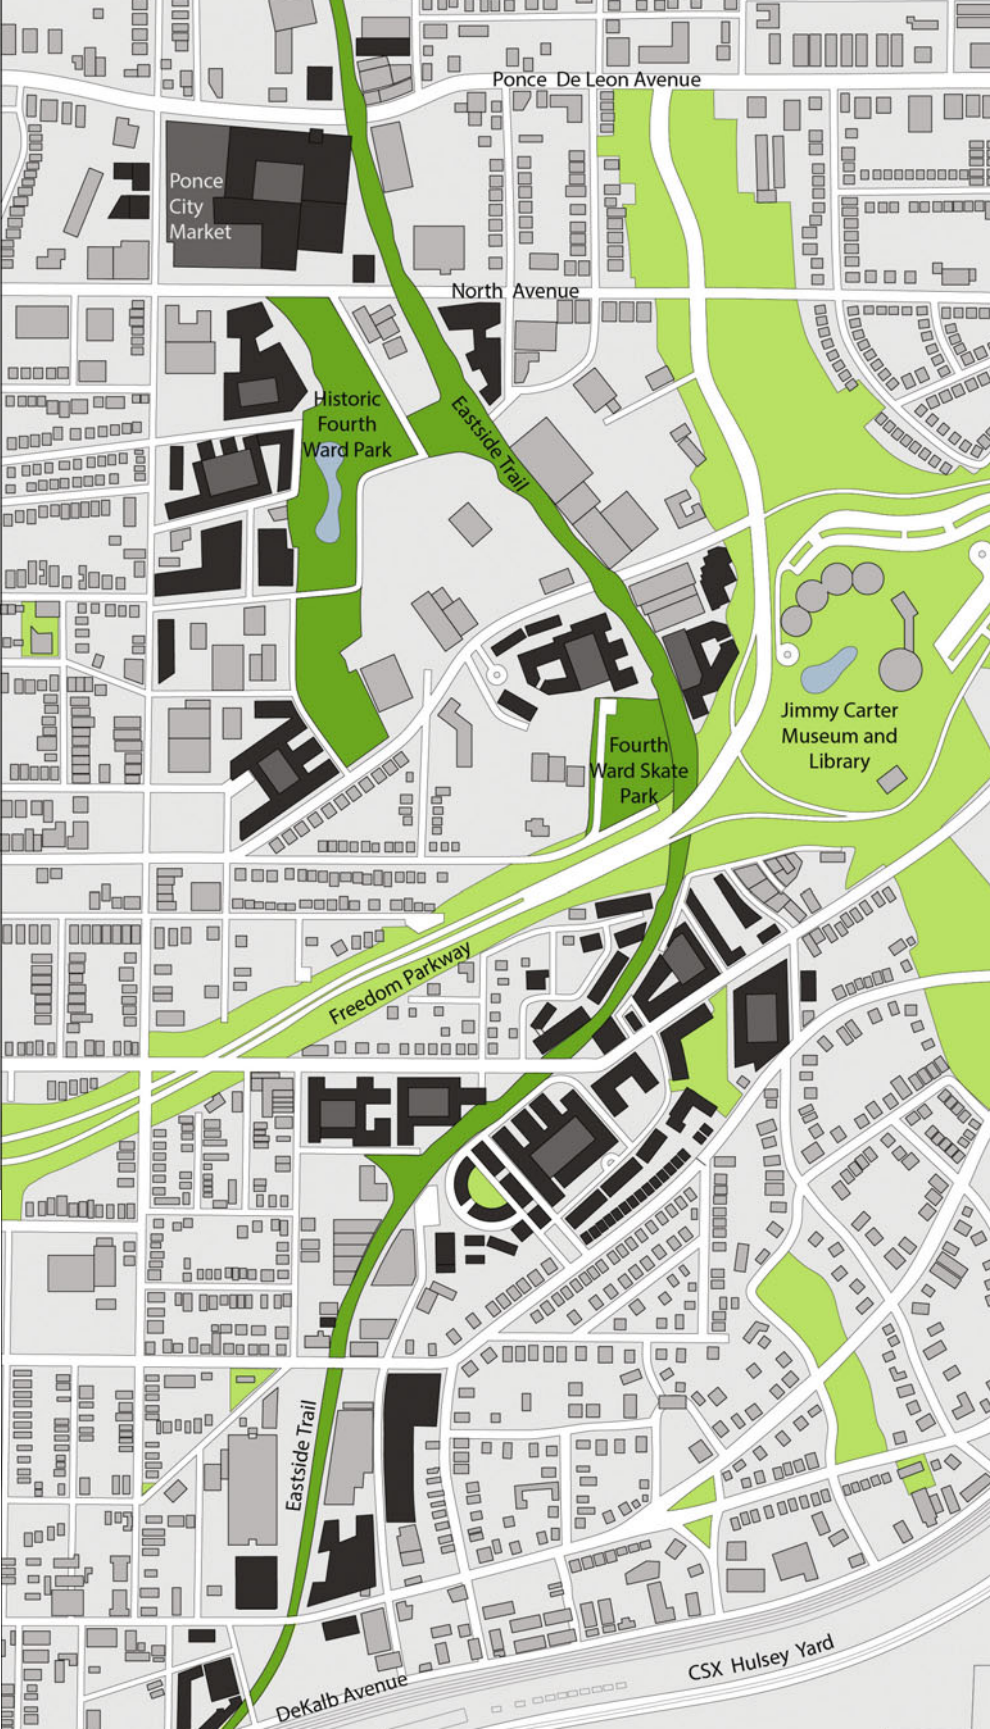 Ponce De Leon Avenue
Ponce
City
Market
North Avenue
Historic
Fourth
Ward Park
Eastside Trail
Jimmy Carter
Museum and
Library
Fourth
Ward Skate
Park
Freedom Parkway
Eastside Trail
CSX Hulsey Yard
DeKalb Avenue